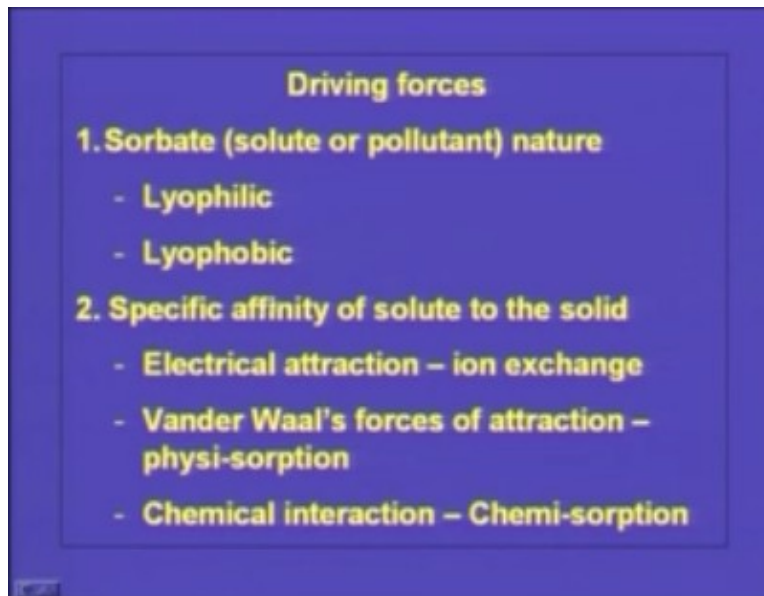 Driving forces
1. Sorbate (solute or pollutant) nature
- Lyophilic
- Lyophobic
2. Specific affinity of solute to the solid
- Electrical attraction – ion exchange
- Vander Waal's forces of attraction –
physi-sorption
- Chemical interaction – Chemi-sorption